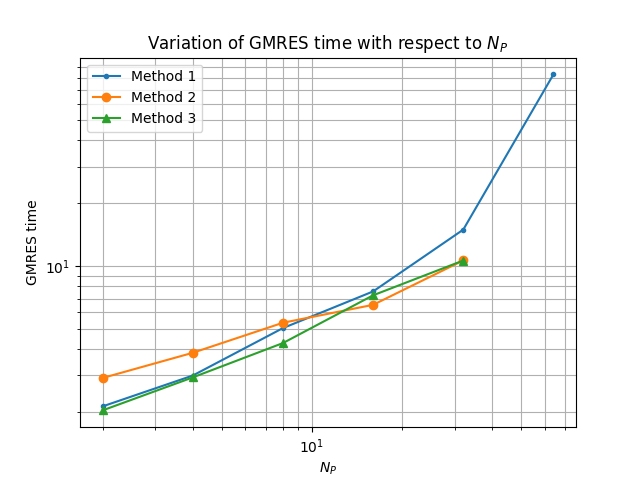 Variation of GMRES time with respect to $N_P$
Method 1
Method 2
Method 3
GMRES time
$10^1$
$10^1$
$N_P$